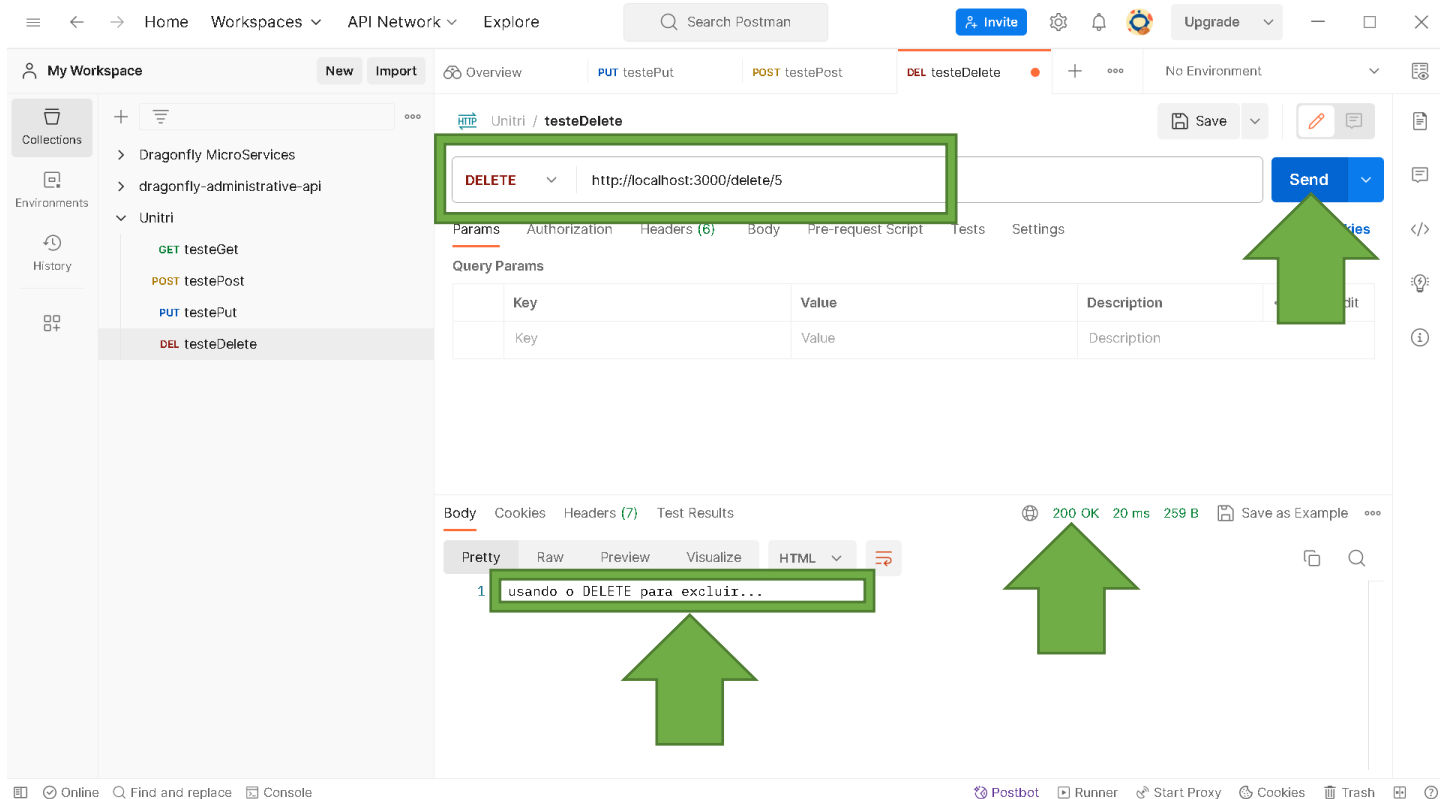 Home Workspaces API Network Explore Search Postman Invite Upgrade
My Workspace New Import Overview PUT testePut POST testePost DEL testeDelete No Environment
Collections
Environments
History
Dragonfly MicroServices
dragonfly-administrative-api
Unitri
GET testeGet
POST testePost
PUT testePut
DEL testeDelete
HTTP Unitri / testeDelete Save
DELETE http://localhost:3000/delete/5 Send
Params Authorization Headers (6) Body Pre-request Script Tests Settings
Query Params
Key Value Description
Key Value Description
Body Cookies Headers (7) Test Results 200 OK 20 ms 259 B Save as Example
Pretty Raw Preview Visualize HTML
1 usando o DELETE para excluir...
Online Find and replace Console Postbot Runner Start Proxy Cookies Trash